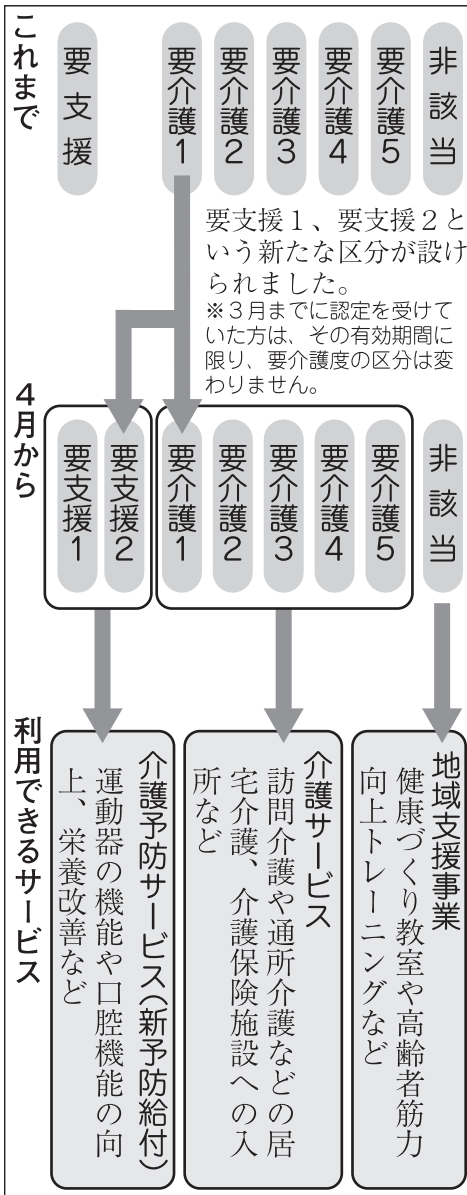 これまで
要支援
要介護1
要介護2
要介護3
要介護4
要介護5
非該当
要支援1、要支援2と
いう新たな区分が設け
られました。
※3月までに認定を受けて
いた方は、その有効期間に
限り、要介護度の区分は変
わりません。
4月から
要支援1
要支援2
要介護1
要介護2
要介護3
要介護4
要介護5
非該当
利用できるサービス
介護予防サービス(新予防給付)
運動器の機能や口腔機能の向
上、栄養改善など
介護サービス
訪問介護や通所介護などの居
宅介護、介護保険施設への入
所など
地域支援事業
健康づくり教室や高齢者筋力
向上トレーニングなど